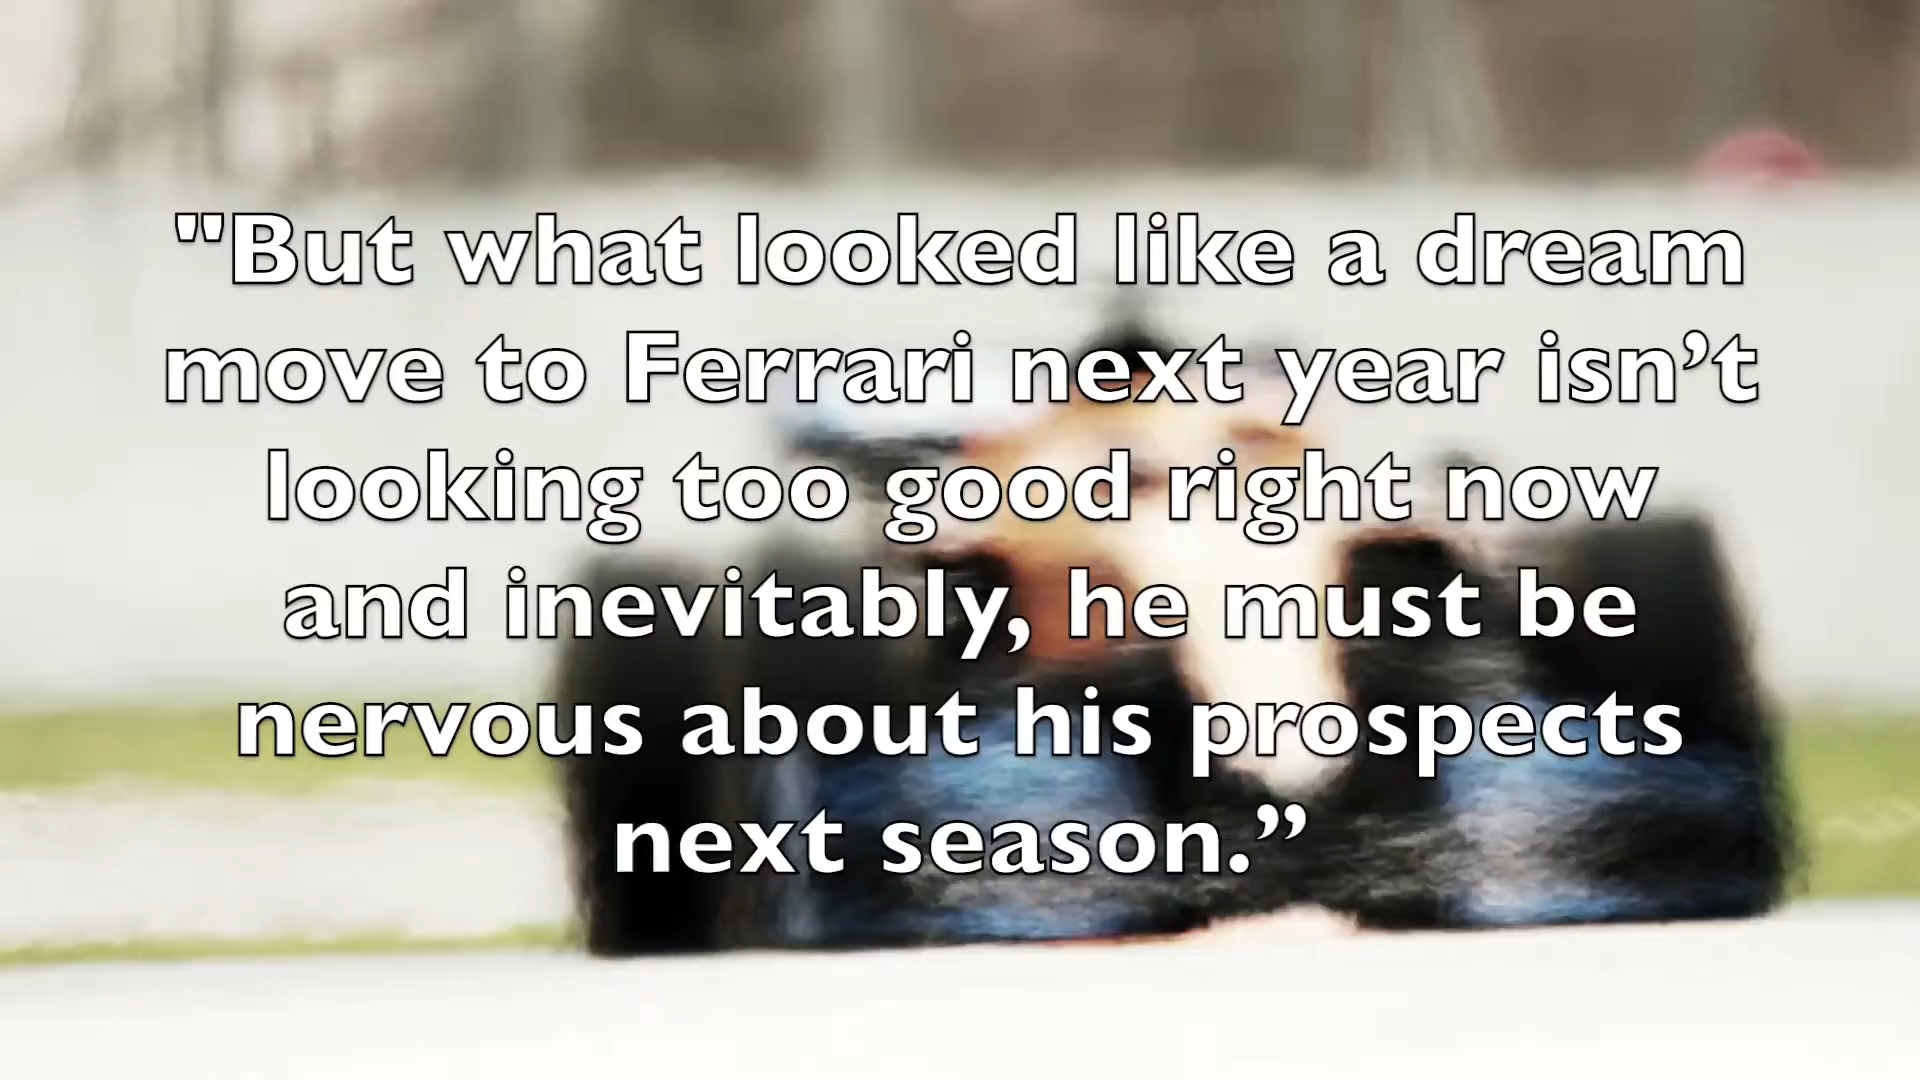 "But what looked like a dream
move to Ferrari next year isn’t
looking too good right now
and inevitably, he must be
nervous about his prospects
next season.”